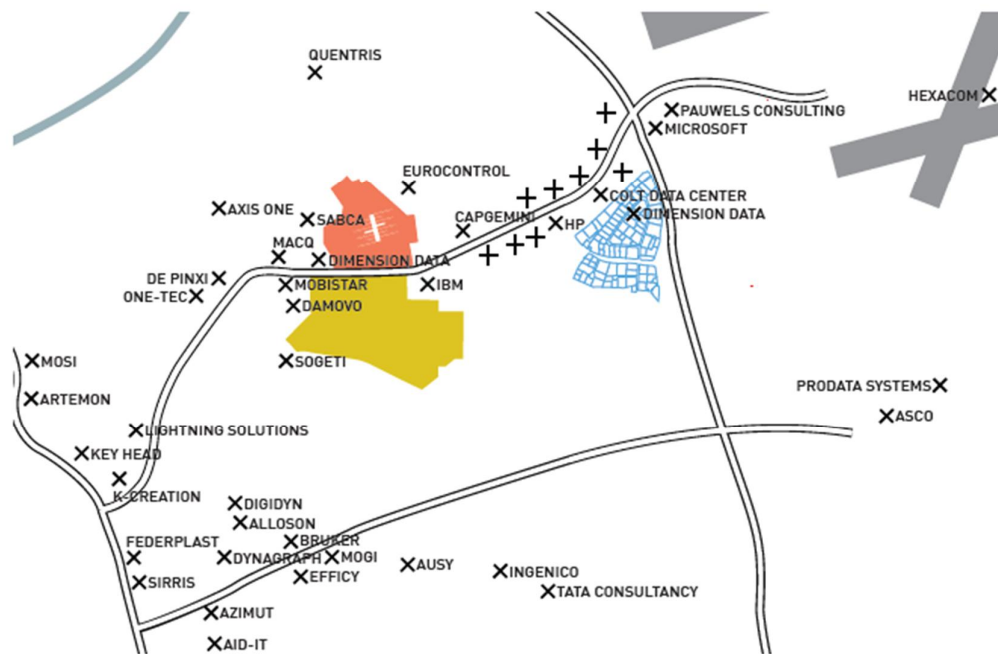 QUENTRIS
HEXACOM
PAUWELS CONSULTING
MICROSOFT
EUROCONTROL
COLT DATA CENTER
AXIS ONE
SABCA
CAPGEMINI
HP
DIMENSION DATA
MACQ
DIMENSION DATA
DE PINXI
MOBISTAR
IBM
ONE-TEC
DAMOVO
MOSI
SOGETI
PRODATA SYSTEMS
ARTEMON
ASCO
LIGHTNING SOLUTIONS
KEY HEAD
K-CREATION
DIGIDYN
ALLOSON
FEDERPLAST
BRUKER
DYNAGRAPH
MOGI
AUSY
INGENICO
SIRRIS
EFFICY
TATA CONSULTANCY
AZIMUT
AID-IT